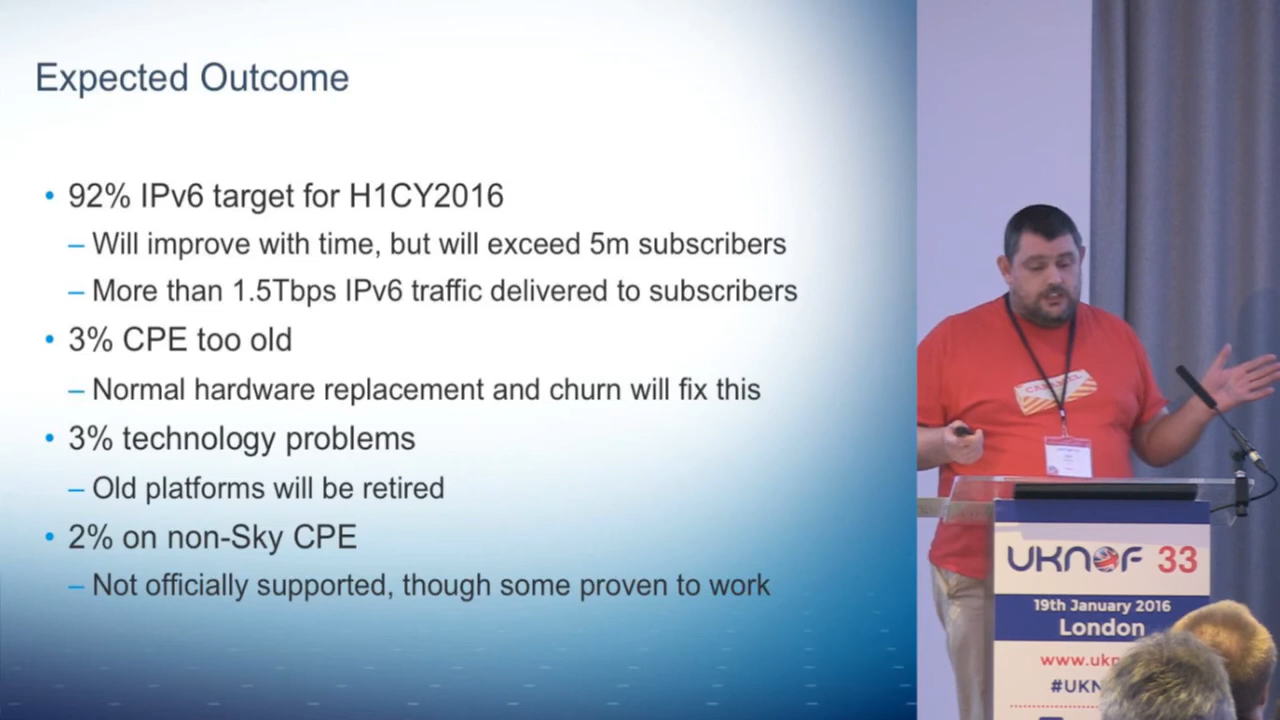 Expected Outcome
• 92% IPv6 target for H1CY2016
– Will improve with time, but will exceed 5m subscribers
– More than 1.5Tbps IPv6 traffic delivered to subscribers
• 3% CPE too old
– Normal hardware replacement and churn will fix this
• 3% technology problems
– Old platforms will be retired
• 2% on non-Sky CPE
– Not officially supported, though some proven to work
UKNOF 33
19th January 2016
London
www.ukn
#UKN